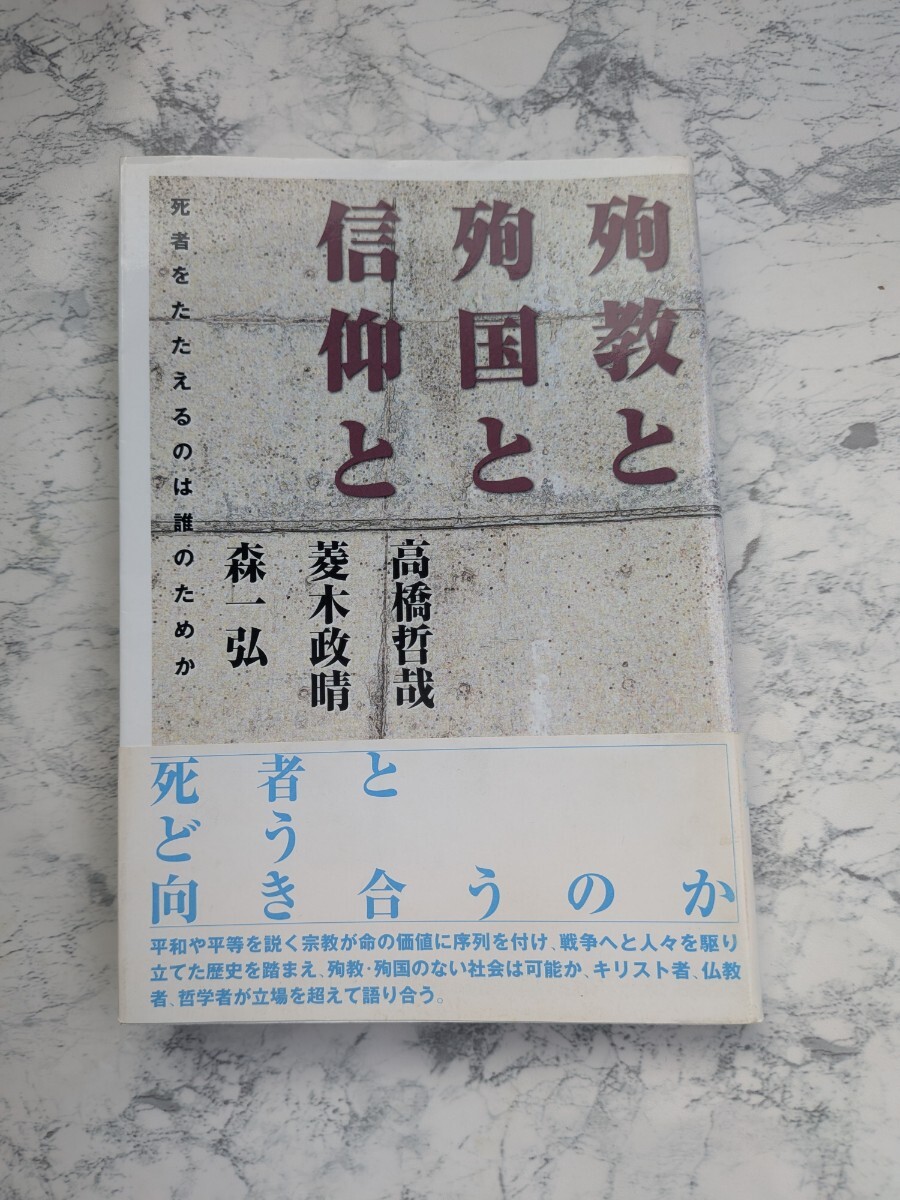 殉教と
殉国と
信仰と
死者をたたえるのは誰のためか
高橋哲哉
菱木政晴
森一弘
死者と
どう
向き合うのか
平和や平等を説く宗教が命の価値に序列を付け、戦争へと人々を駆り
立てた歴史を踏まえ、殉教・殉国のない社会は可能か、キリスト者、仏教
者、哲学者が立場を超えて語り合う。